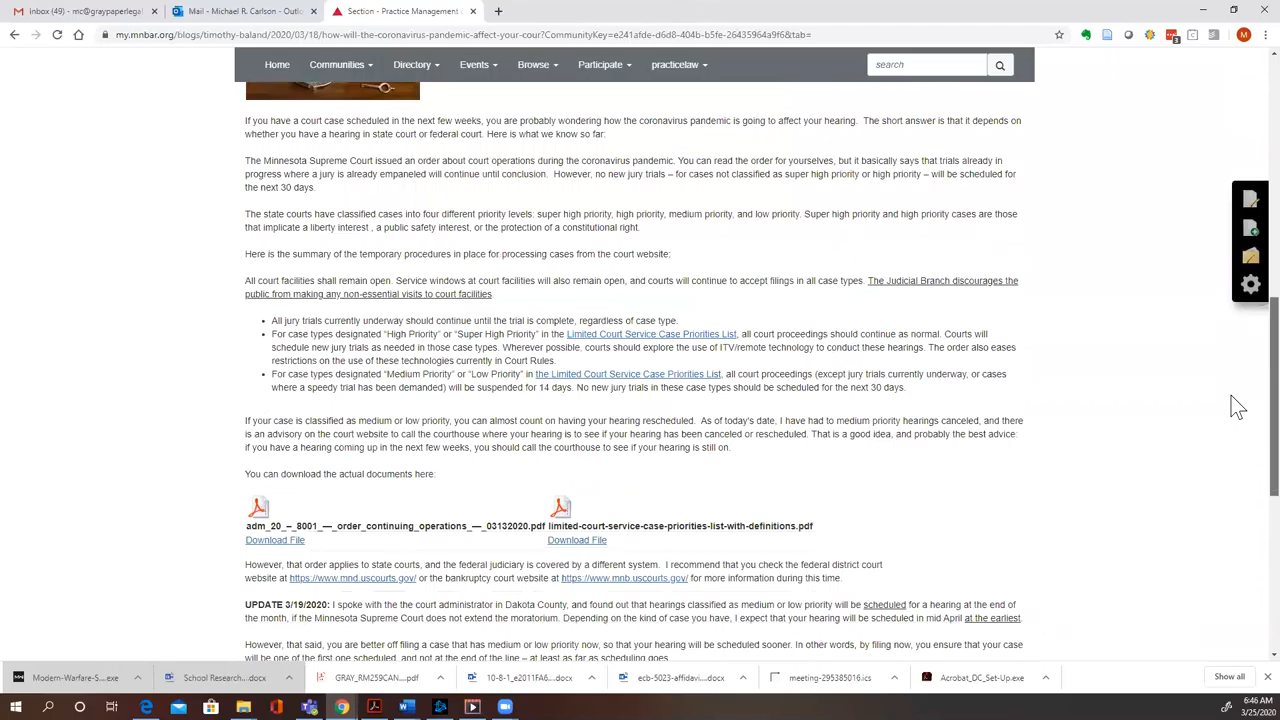 Inbox (49) - mc@graypaperlegal
Mail - Michael R. Carlson - Outlo
Section - Practice Management &
my.mnbar.org/blogs/timothy-baland/2020/03/18/how-will-the-coronavirus-pandemic-affect-your-cour?CommunityKey=e241afde-d6d8-404b-b5fe-26435964a9f6&tab=
Home Communities Directory Events Browse Participate practicelaw search
If you have a court case scheduled in the next few weeks, you are probably wondering how the coronavirus pandemic is going to affect your hearing. The short answer is that it depends on
whether you have a hearing in state court or federal court. Here is what we know so far:
The Minnesota Supreme Court issued an order about court operations during the coronavirus pandemic. You can read the order for yourselves, but it basically says that trials already in
progress where a jury is already empaneled will continue until conclusion. However, no new jury trials – for cases not classified as super high priority or high priority – will be scheduled for
the next 30 days.
The state courts have classified cases into four different priority levels: super high priority, high priority, medium priority, and low priority. Super high priority and high priority cases are those
that implicate a liberty interest , a public safety interest, or the protection of a constitutional right.
Here is the summary of the temporary procedures in place for processing cases from the court website:
All court facilities shall remain open. Service windows at court facilities will also remain open, and courts will continue to accept filings in all case types. The Judicial Branch discourages the
public from making any non-essential visits to court facilities.
• All jury trials currently underway should continue until the trial is complete, regardless of case type.
• For case types designated “High Priority” or “Super High Priority” in the Limited Court Service Case Priorities List, all court proceedings should continue as normal. Courts will
schedule new jury trials as needed in those case types. Wherever possible, courts should explore the use of ITV/remote technology to conduct these hearings. The order also eases
restrictions on the use of these technologies currently in Court Rules.
• For case types designated “Medium Priority” or “Low Priority” in the Limited Court Service Case Priorities List, all court proceedings (except jury trials currently underway, or cases
where a speedy trial has been demanded) will be suspended for 14 days. No new jury trials in these case types should be scheduled for the next 30 days.
If your case is classified as medium or low priority, you can almost count on having your hearing rescheduled. As of today's date, I have had to medium priority hearings canceled, and there
is an advisory on the court website to call the courthouse where your hearing is to see if your hearing has been canceled or rescheduled. That is a good idea, and probably the best advice:
if you have a hearing coming up in the next few weeks, you should call the courthouse to see if your hearing is still on.
You can download the actual documents here:
adm_20_–_8001_—_order_continuing_operations_—_03132020.pdf limited-court-service-case-priorities-list-with-definitions.pdf
Download File Download File
However, that order applies to state courts, and the federal judiciary is covered by a different system. I recommend that you check the federal district court
website at https://www.mnd.uscourts.gov/ or the bankruptcy court website at https://www.mnb.uscourts.gov/ for more information during this time.
UPDATE 3/19/2020: I spoke with the the court administrator in Dakota County, and found out that hearings classified as medium or low priority will be scheduled for a hearing at the end of
the month, if the Minnesota Supreme Court does not extend the moratorium. Depending on the kind of case you have, I expect that your hearing will be scheduled in mid April at the earliest.
However, that said, you are better off filing a case that has medium or low priority now, so that your hearing will be scheduled sooner. In other words, by filing now, you ensure that your case
will be one of the first one scheduled and not at the end of the line – at least as far as scheduling goes
Modern-Warfare-S....exe School Research....docx GRAY_RM259CAN....pdf 10-8-1_e2011FA6....docx ecb-5023-affidavi....docx meeting-295385016.ics Acrobat_DC_Set-Up.exe Show all
6:46 AM
3/25/2020